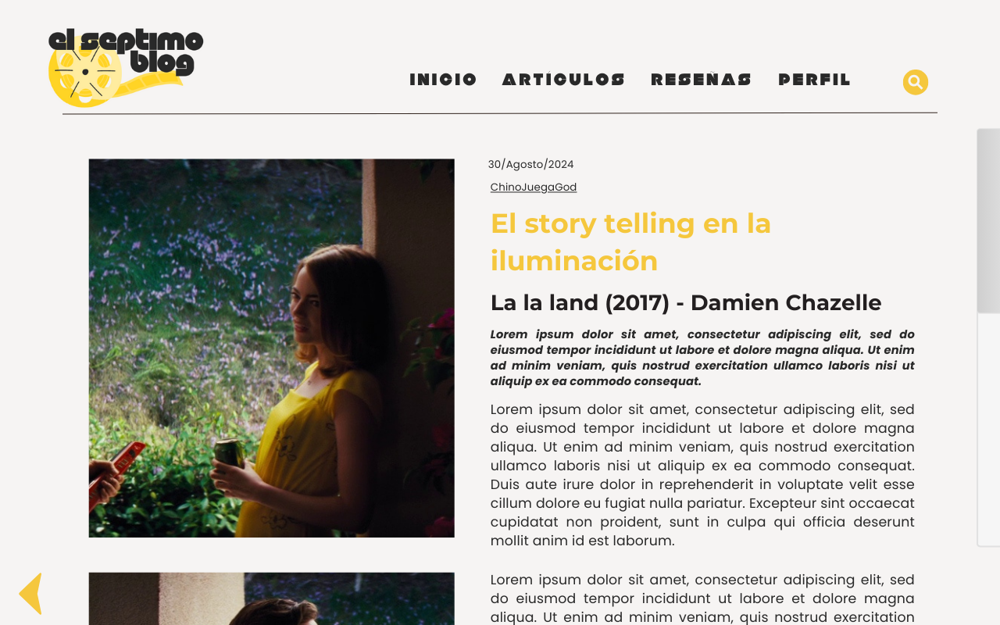 el septimo
blog
INICIO ARTÍCULOS RESEÑAS PERFIL
30/Agosto/2024
ChinoJuegaGod
El story telling en la
iluminación
La la land (2017) - Damien Chazelle
Lorem ipsum dolor sit amet, consectetur adipiscing elit, sed do
eiusmod tempor incididunt ut labore et dolore magna aliqua. Ut enim
ad minim veniam, quis nostrud exercitation ullamco laboris nisi ut
aliquip ex ea commodo consequat.
Lorem ipsum dolor sit amet, consectetur adipiscing elit, sed
do eiusmod tempor incididunt ut labore et dolore magna
aliqua. Ut enim ad minim veniam, quis nostrud exercitation
ullamco laboris nisi ut aliquip ex ea commodo consequat.
Duis aute irure dolor in reprehenderit in voluptate velit esse
cillum dolore eu fugiat nulla pariatur. Excepteur sint occaecat
cupidatat non proident, sunt in culpa qui officia deserunt
mollit anim id est laborum.
Lorem ipsum dolor sit amet, consectetur adipiscing elit, sed
do eiusmod tempor incididunt ut labore et dolore magna
aliqua. Ut enim ad minim veniam, quis nostrud exercitation